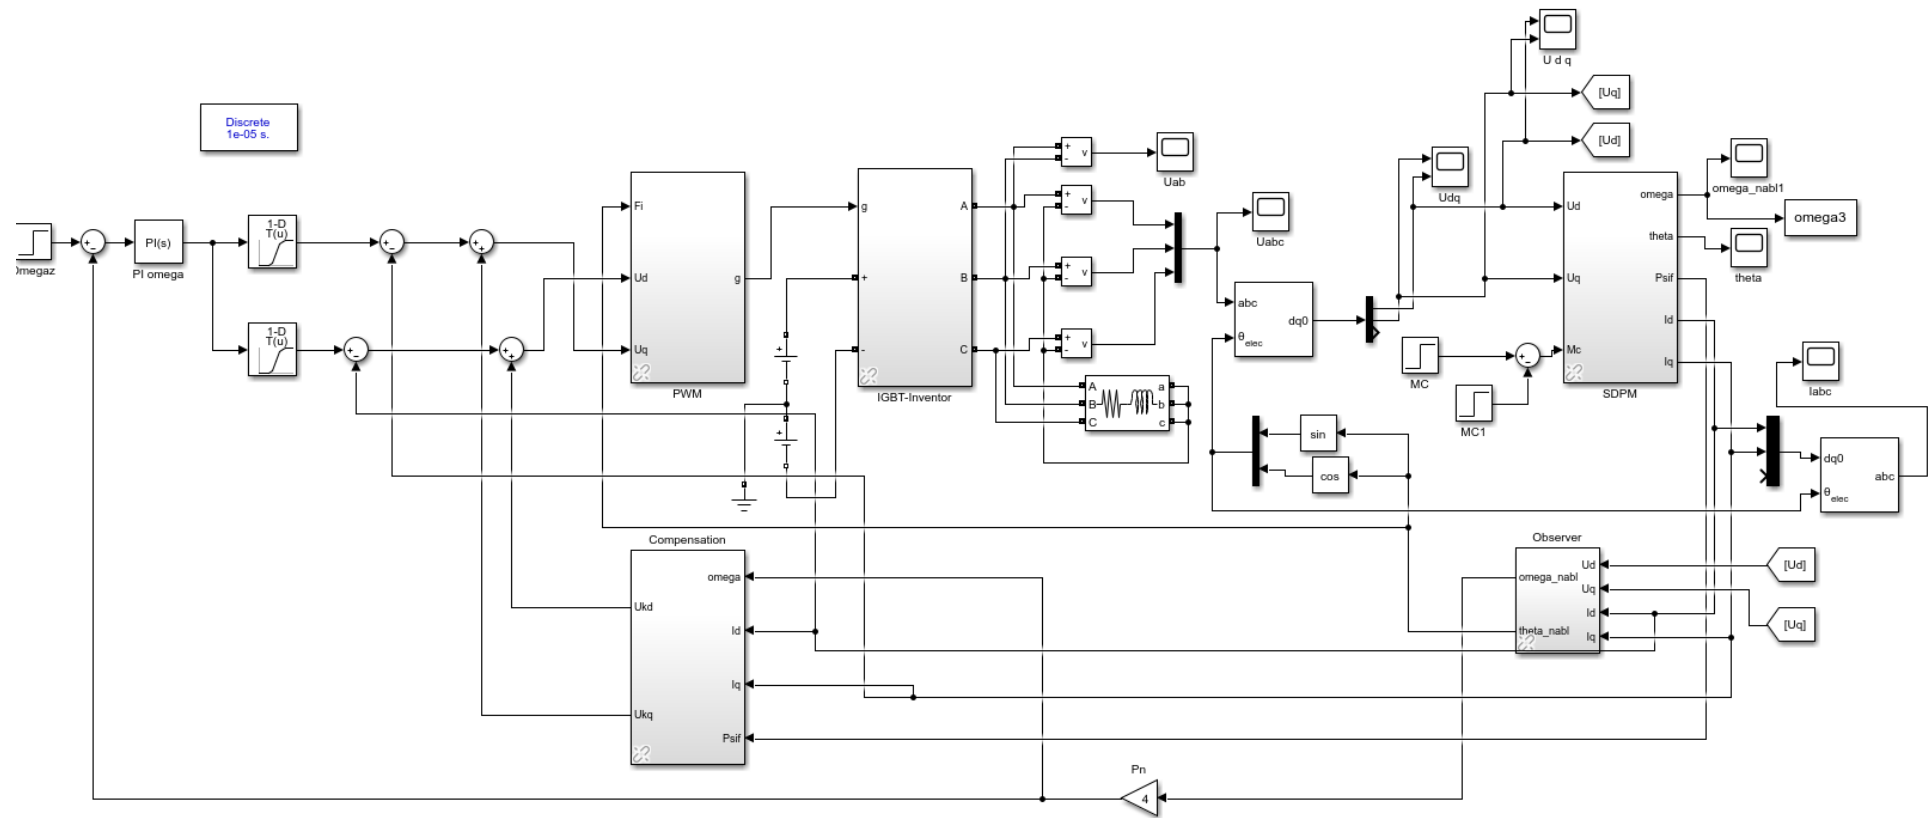 U d q
[Uq]
[Ud]
Discrete
1e-05 s.
+
-
v
Uab
Udq
omega_nabl1
omega3
theta
Omegaz
+
-
PI(s)
PI omega
1-D
T(u)
+
-
+
+
1-D
T(u)
+
-
+
+
Fi
Ud
Uq
g
PWM
g
+
-
A
B
C
IGBT-Inventor
+
-
v
+
-
v
+
-
v
A
B
C
a
b
c
+
+
Uabc
abc
θelec
dq0
Ud
Uq
Mc
omega
theta
Psif
Id
Iq
SDPM
MC
+
-
MC1
Iabc
sin
cos
dq0
θelec
abc
Compensation
omega
Id
Iq
Psif
Ukd
Ukq
Observer
omega_nabl
theta_nabl
Ud
Uq
Id
Iq
[Ud]
[Uq]
Pn
4